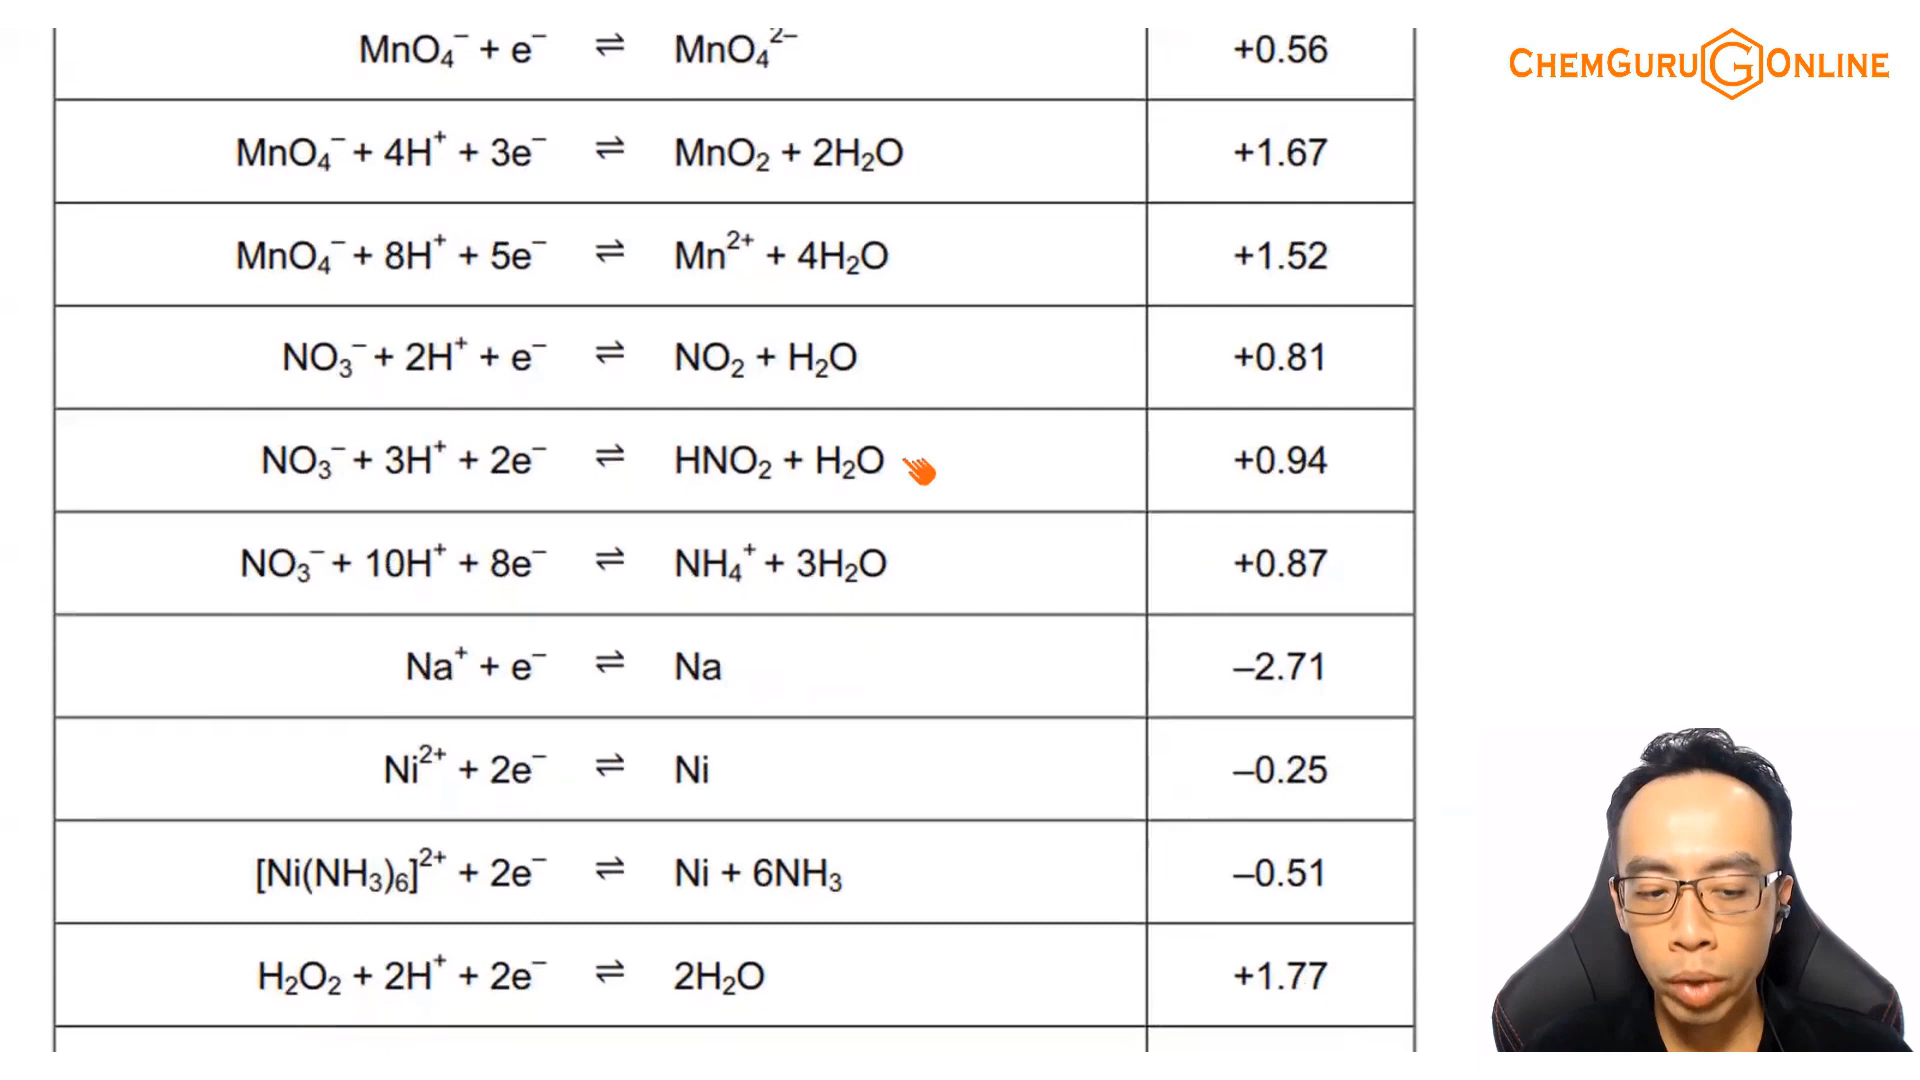 MnO₄⁻ + e⁻ ⇌ MnO₄²⁻ +0.56
CHEMGURU G ONLINE
MnO₄⁻ + 4H⁺ + 3e⁻ ⇌ MnO₂ + 2H₂O +1.67
MnO₄⁻ + 8H⁺ + 5e⁻ ⇌ Mn²⁺ + 4H₂O +1.52
NO₃⁻ + 2H⁺ + e⁻ ⇌ NO₂ + H₂O +0.81
NO₃⁻ + 3H⁺ + 2e⁻ ⇌ HNO₂ + H₂O +0.94
NO₃⁻ + 10H⁺ + 8e⁻ ⇌ NH₄⁺ + 3H₂O +0.87
Na⁺ + e⁻ ⇌ Na –2.71
Ni²⁺ + 2e⁻ ⇌ Ni –0.25
[Ni(NH₃)₆]²⁺ + 2e⁻ ⇌ Ni + 6NH₃ –0.51
H₂O₂ + 2H⁺ + 2e⁻ ⇌ 2H₂O +1.77